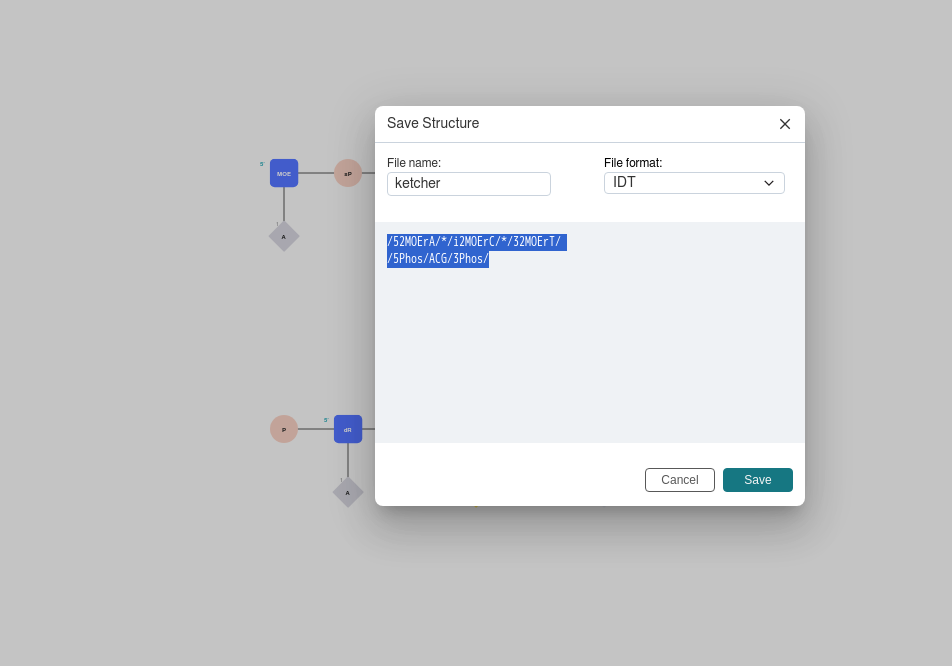 Save Structure
File name:
File format:
ketcher
IDT
/52MOErA/*/i2MOErC/*/32MOErT/
/5Phos/ACG/3Phos/
Cancel
Save
MOE
sP
A
P
dR
A